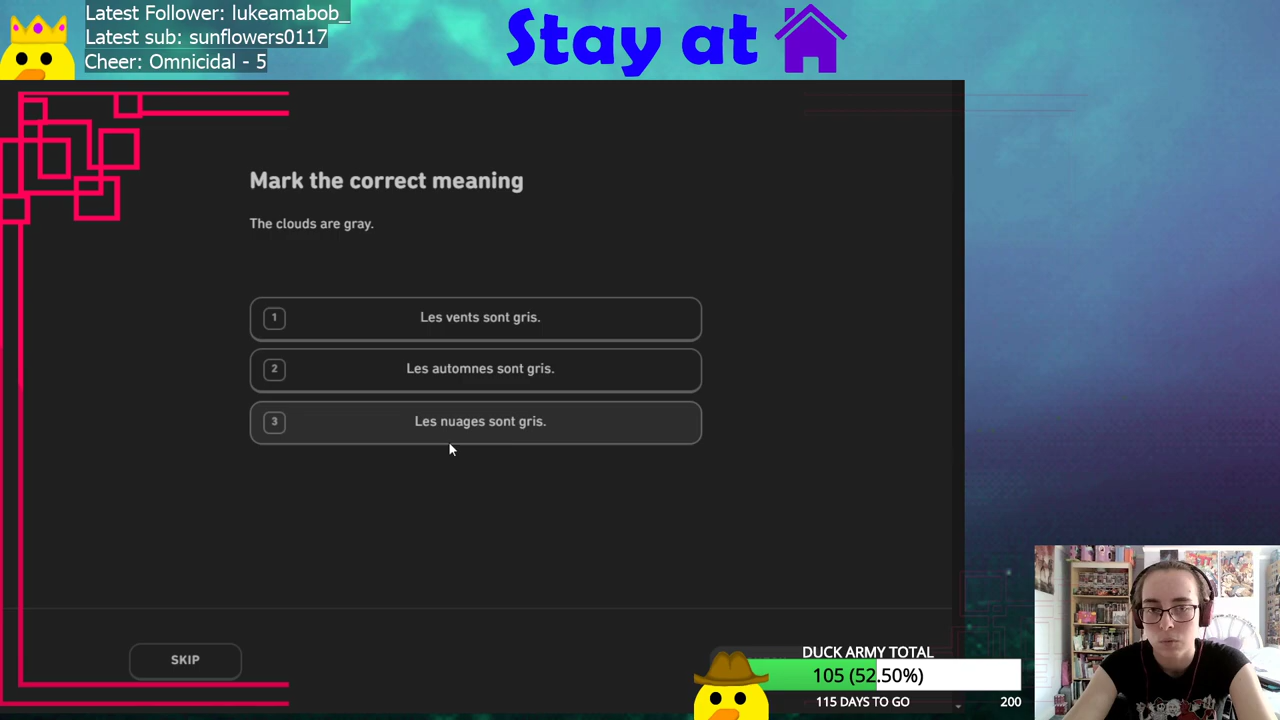 Latest Follower: lukeamabob_
Latest sub: sunflowers0117
Cheer: Omnicidal - 5
Stay at
Mark the correct meaning
The clouds are gray.
1 Les vents sont gris.
2 Les automnes sont gris.
3 Les nuages sont gris.
SKIP
DUCK ARMY TOTAL
105 (52.50%)
115 DAYS TO GO 200